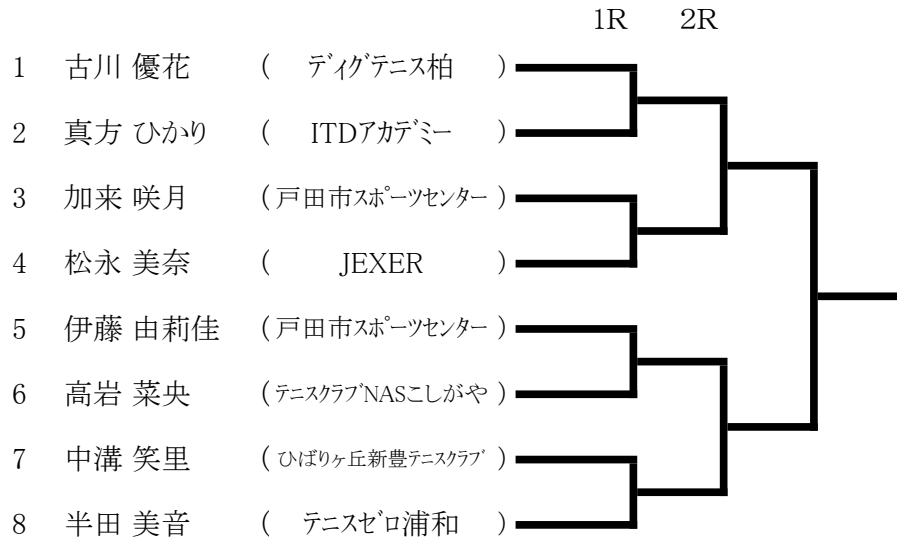 1R 2R
1 古川 優花 ( ディグテニス柏 )
2 真方 ひかり ( ITDアカデミー )
3 加来 咲月 (戸田市スポーツセンター )
4 松永 美奈 ( JEXER )
5 伊藤 由莉佳 (戸田市スポーツセンター )
6 高岩 菜央 (テニスクラブNASこしがや )
7 中溝 笑里 (ひばりヶ丘新豊テニスクラブ )
8 半田 美音 ( テニスゼロ浦和 )